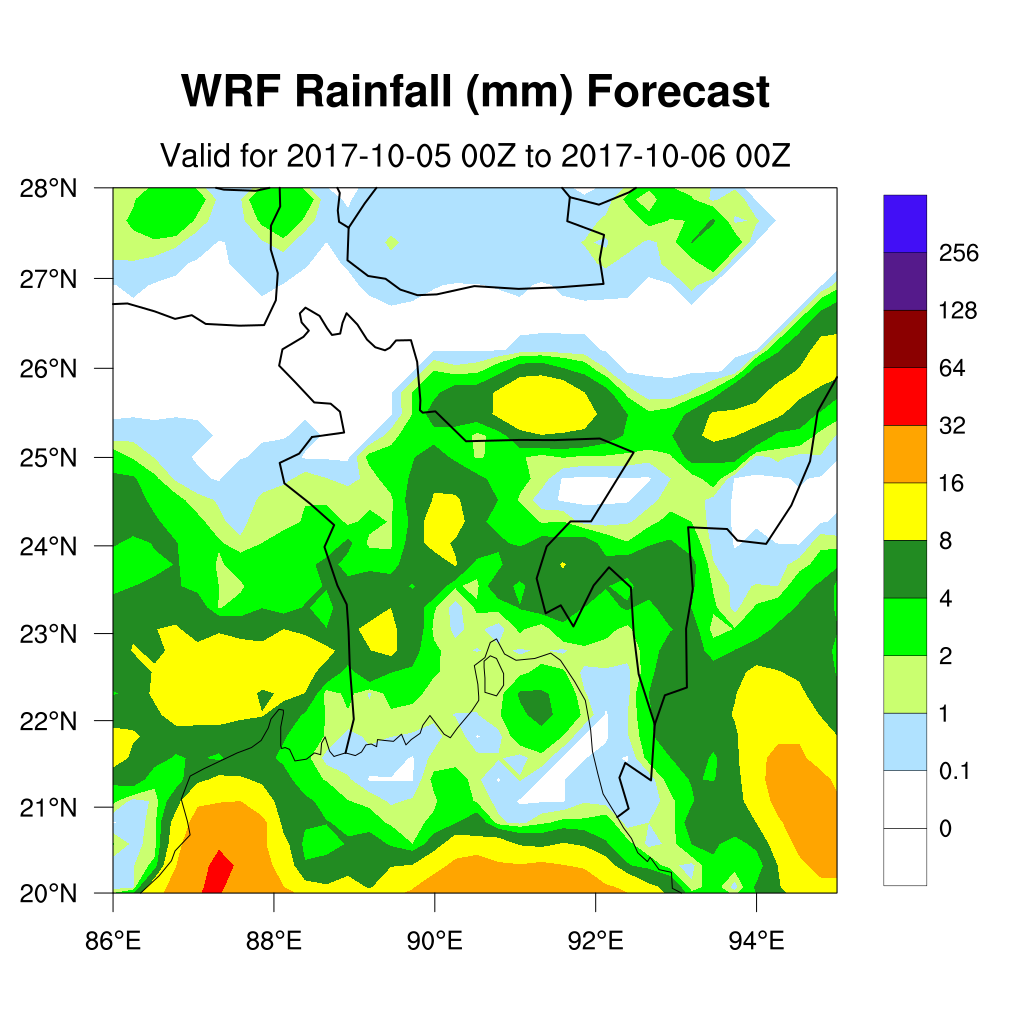 WRF Rainfall (mm) Forecast
Valid for 2017-10-05 00Z to 2017-10-06 00Z
28°N
27°N
26°N
25°N
24°N
23°N
22°N
21°N
20°N
86°E
88°E
90°E
92°E
94°E
256
128
64
32
16
8
4
2
1
0.1
0